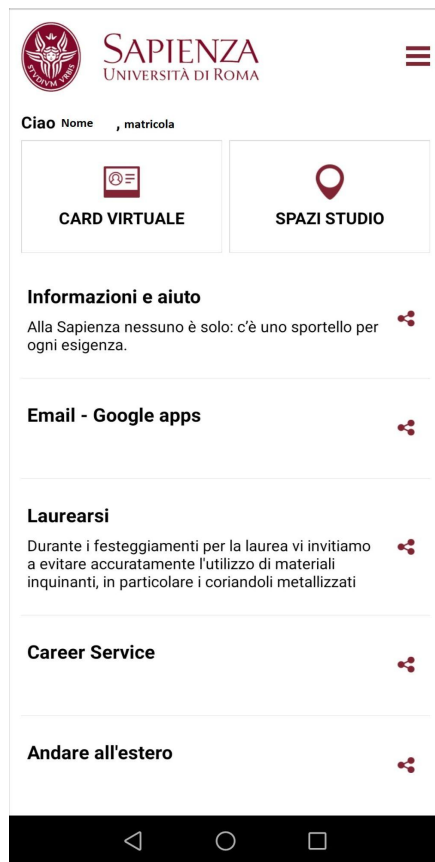 STVDIVM VRBIS
SAPIENZA
UNIVERSITÀ DI ROMA
Ciao Nome , matricola
CARD VIRTUALE
SPAZI STUDIO
Informazioni e aiuto
Alla Sapienza nessuno è solo: c'è uno sportello per
ogni esigenza.
Email - Google apps
Laurearsi
Durante i festeggiamenti per la laurea vi invitiamo
a evitare accuratamente l'utilizzo di materiali
inquinanti, in particolare i coriandoli metallizzati
Career Service
Andare all'estero